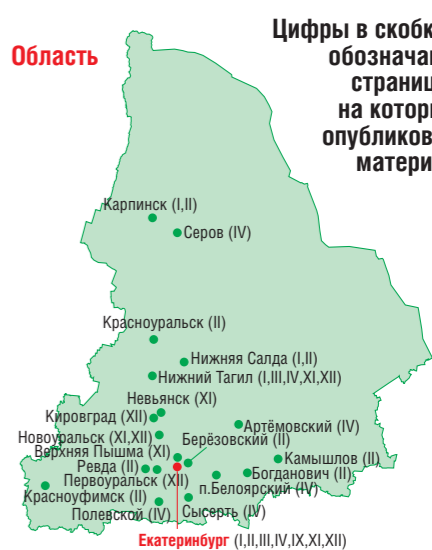 Область
Цифры в скобк
обозначаю
страниц
на котор
опубликов
матери
Карпинск (I,II)
Серов (IV)
Красноуральск (II)
Нижняя Салда (I,II)
Нижний Тагил (I,III,IV,XI,XII)
Невьянск (XI)
Кировград (XII)
Артёмовский (IV)
Новоуральск (XI,XII)
Берёзовский (II)
Верхняя Пышма (XI)
Камышлов (II)
Ревда (II)
Богданович (II)
Первоуральск (XII)
п.Белоярский (IV)
Красноуфимск (II)
Сысерть (IV)
Полевской (IV)
Екатеринбург (I,II,III,IV,IX,XI,XII)